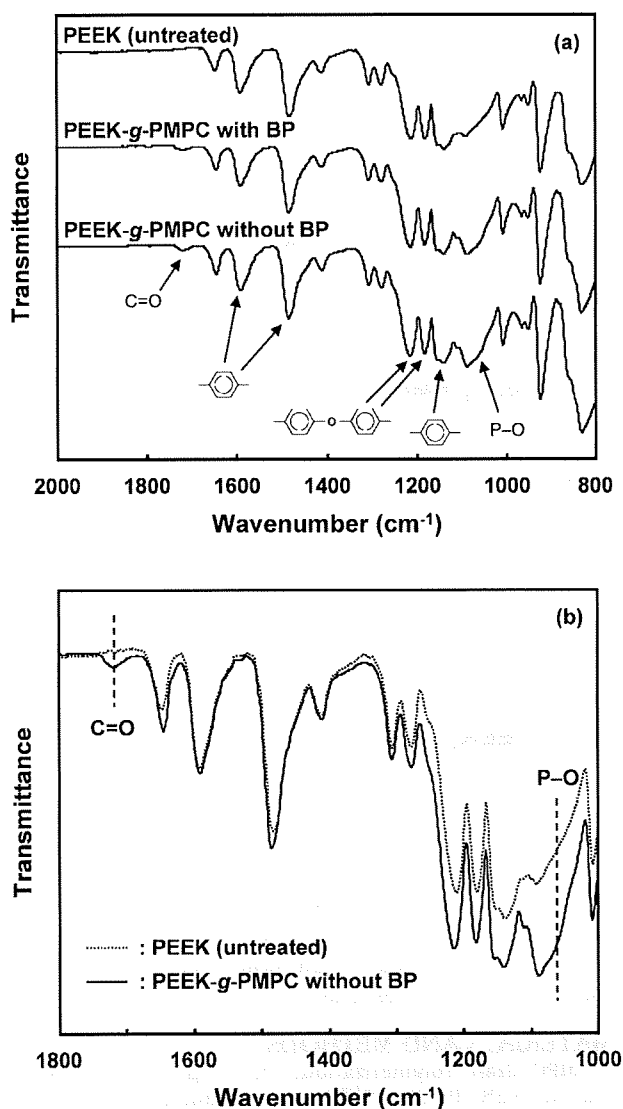 PEEK (untreated)
(a)
PEEK-g-PMPC with BP
PEEK-g-PMPC without BP
C=O
o
P–O
Transmittance
2000 1800 1600 1400 1200 1000 800
Wavenumber (cm-1)
(b)
C=O
P–O
Transmittance
: PEEK (untreated)
: PEEK-g-PMPC without BP
1800 1600 1400 1200 1000
Wavenumber (cm-1)